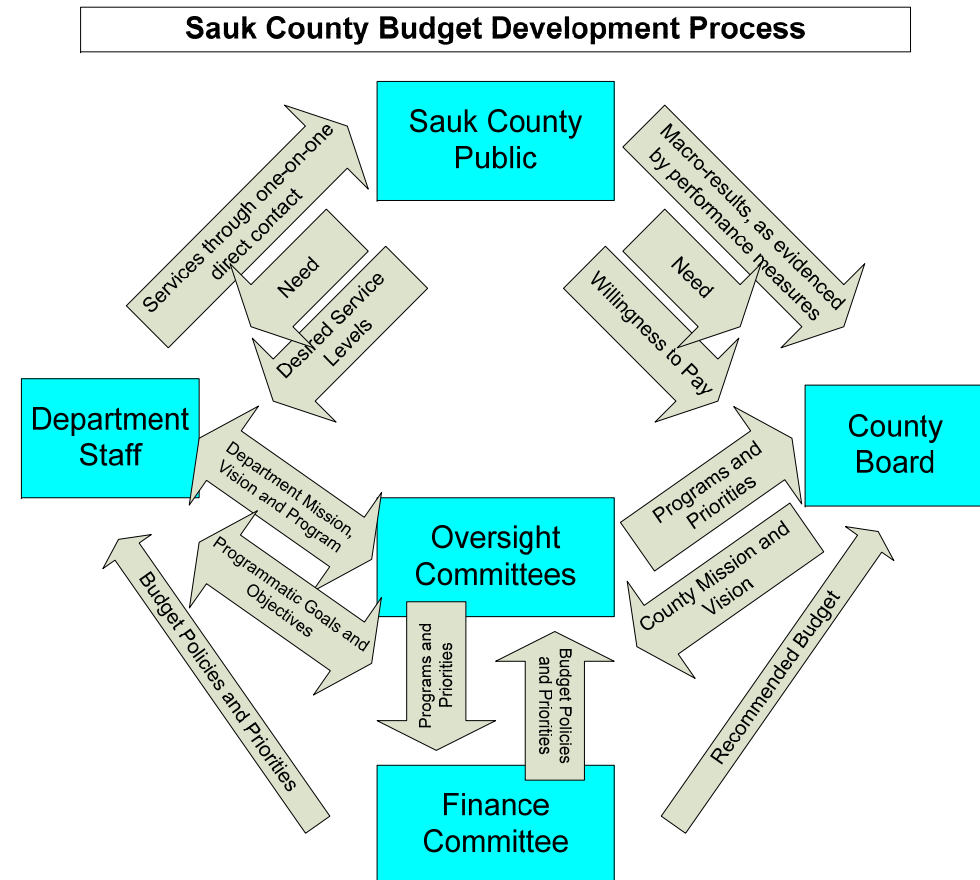 Sauk County Budget Development Process
Sauk County
Public
Services through one-on-one
direct contact
Need
Desired Service
Levels
Macro-results, as evidenced
by performance measures
Need
Willingness to Pay
Department
Staff
County
Board
Department Mission,
Vision and Program
Programmatic Goals and
Objectives
Oversight
Committees
Programs and
Priorities
County Mission and
Vision
Budget Policies and Priorities
Programs and
Priorities
Budget Policies
and Priorities
Recommended Budget
Finance
Committee